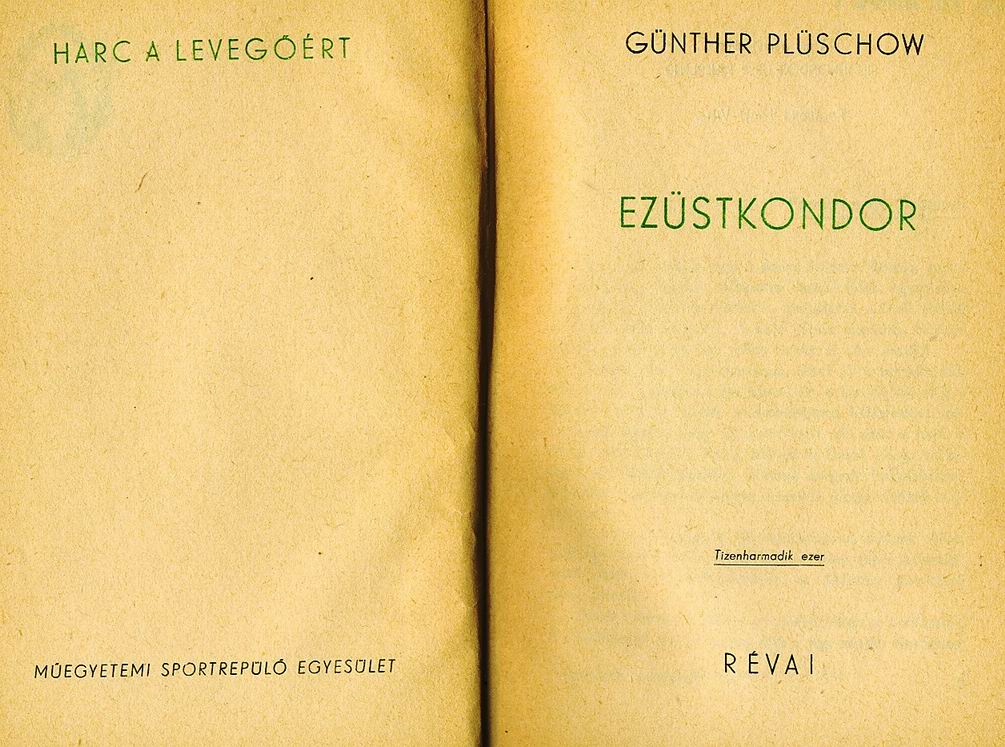 HARC A LEVEGŐÉRT
MŰEGYETEMI SPORTREPÜLŐ EGYESÜLET
GÜNTHER PLÜSCHOW
EZÜSTKONDOR
Tizenharmadik ezer
RÉVAI